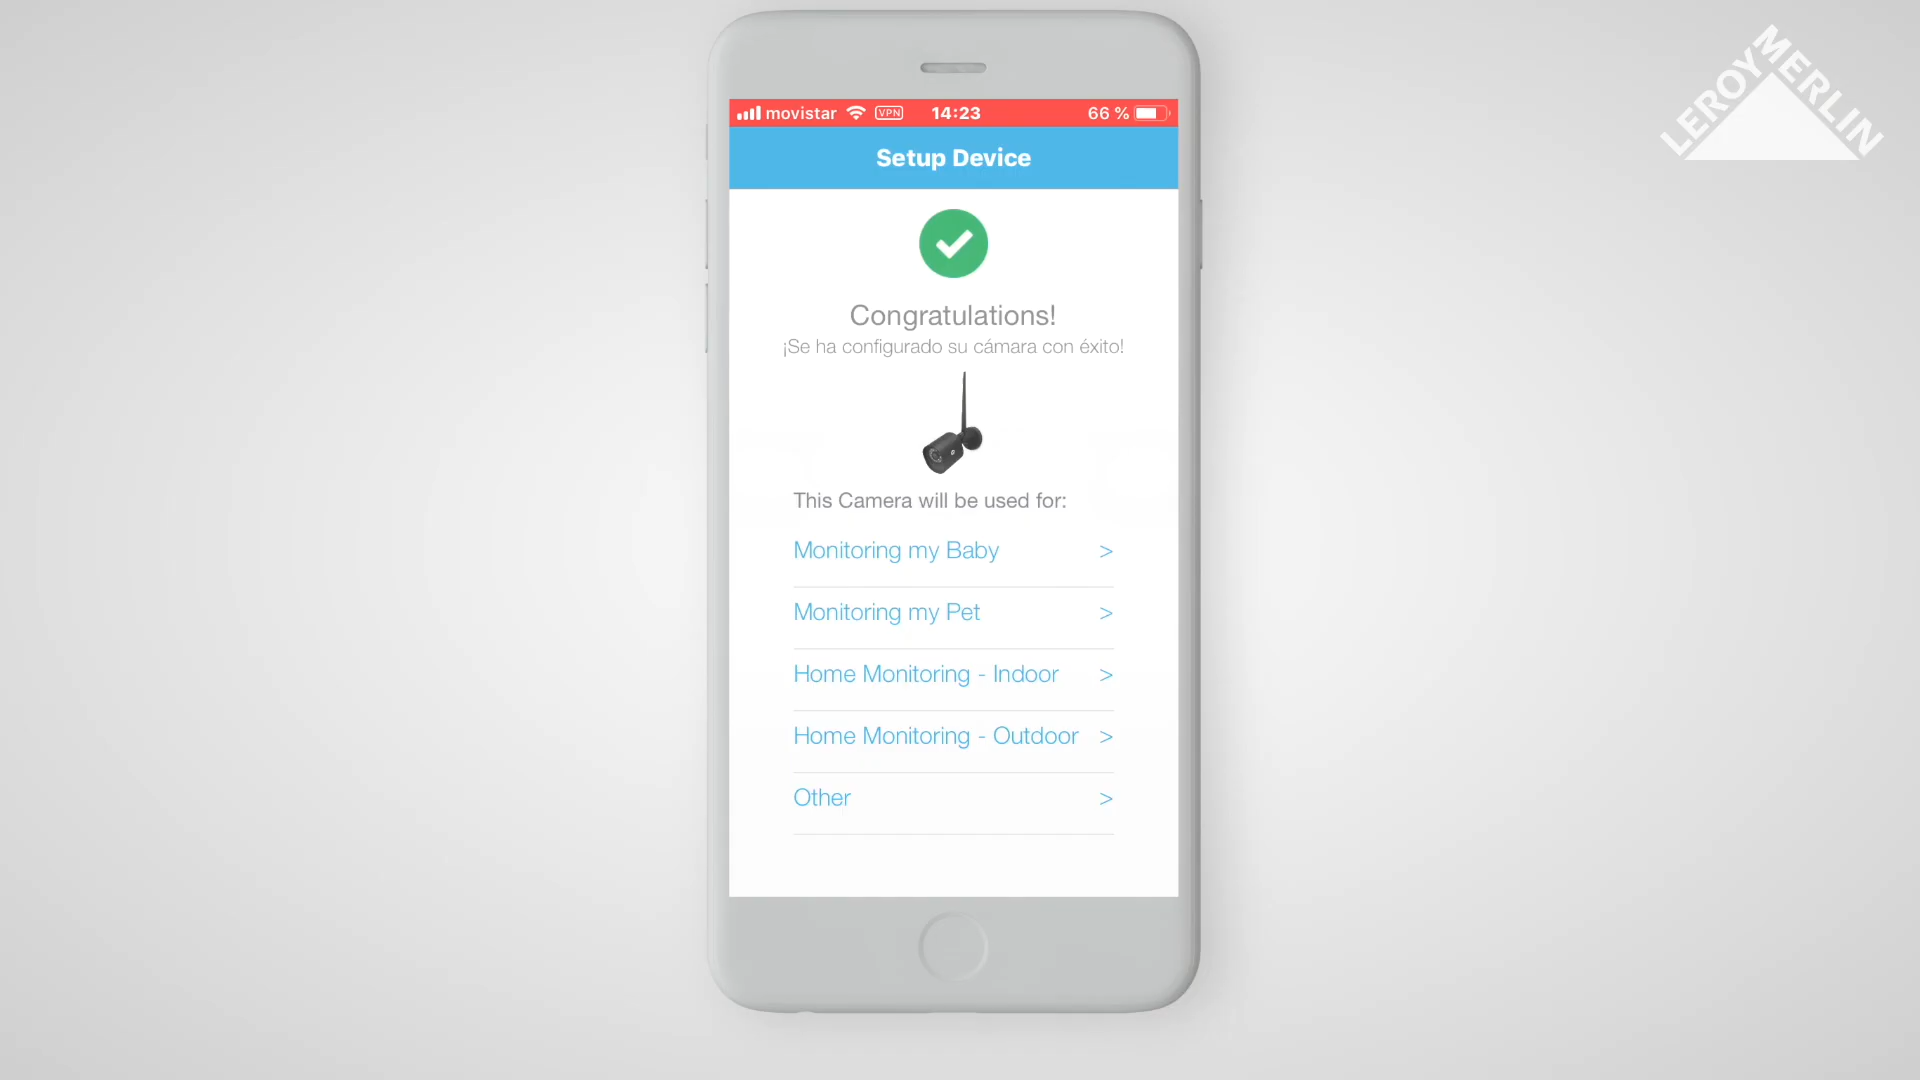 LEROY MERLIN
movistar VPN 14:23 66 %
Setup Device
Congratulations!
¡Se ha configurado su cámara con éxito!
This Camera will be used for:
Monitoring my Baby >
Monitoring my Pet >
Home Monitoring - Indoor >
Home Monitoring - Outdoor >
Other >